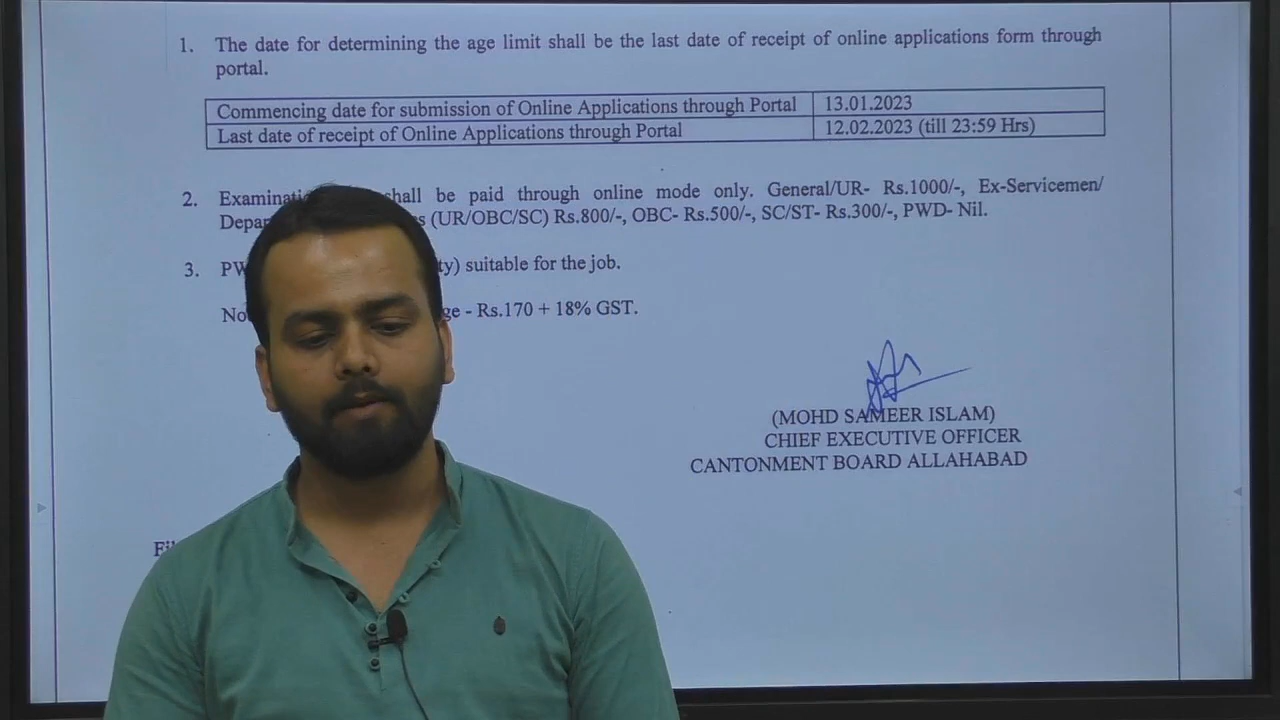 1. The date for determining the age limit shall be the last date of receipt of online applications form through
portal.
Commencing date for submission of Online Applications through Portal 13.01.2023
Last date of receipt of Online Applications through Portal 12.02.2023 (till 23:59 Hrs)
2. shall be paid through online mode only. General/UR- Rs.1000/-, Ex-Servicemen/
(UR/OBC/SC) Rs.800/-, OBC- Rs.500/-, SC/ST- Rs.300/-, PWD- Nil.
3. suitable for the job.
- Rs.170 + 18% GST.
(MOHD SAMEER ISLAM)
CHIEF EXECUTIVE OFFICER
CANTONMENT BOARD ALLAHABAD